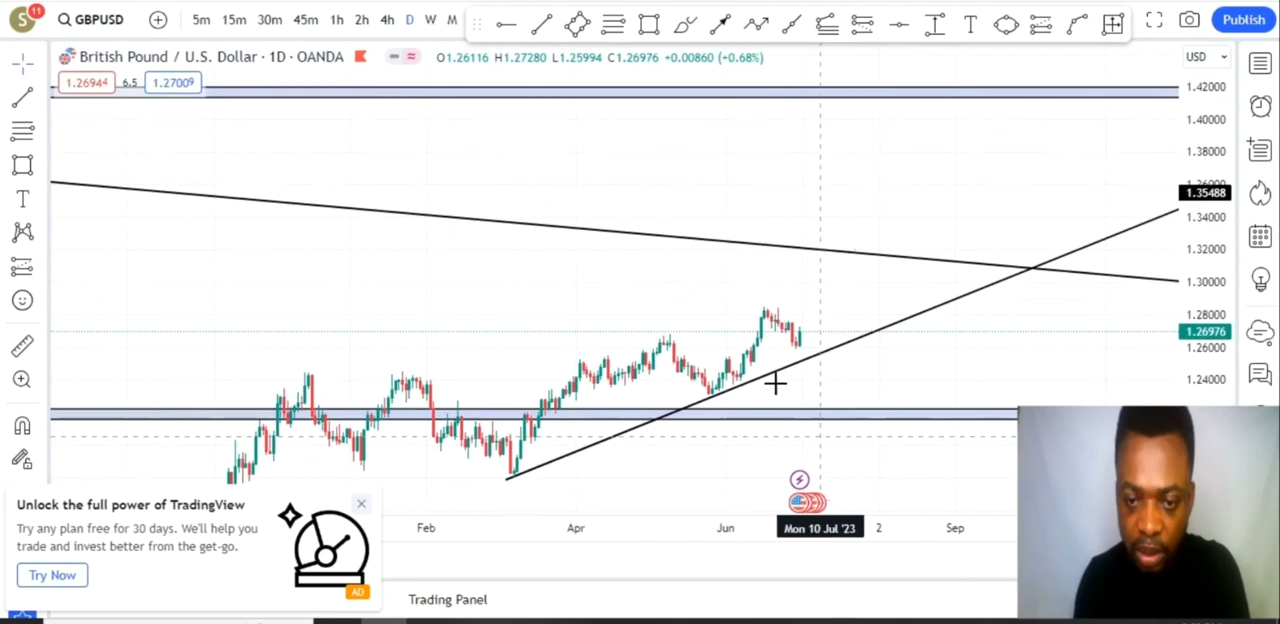 S
11
GBPUSD
5m 15m 30m 45m 1h 2h 4h D W M
T
Publish
British Pound / U.S. Dollar · 1D · OANDA
O1.26116 H1.27280 L1.25994 C1.26976 +0.00860 (+0.68%)
USD
1.26944 6.5 1.27009
1.42000
1.40000
1.38000
1.35488
1.34000
1.32000
1.30000
1.28000
1.26976
1.26000
1.24000
T
Unlock the full power of TradingView
Try any plan free for 30 days. We'll help you
trade and invest better from the get-go.
Try Now
AD
Feb Apr Jun Mon 10 Jul '23 2 Sep
Trading Panel